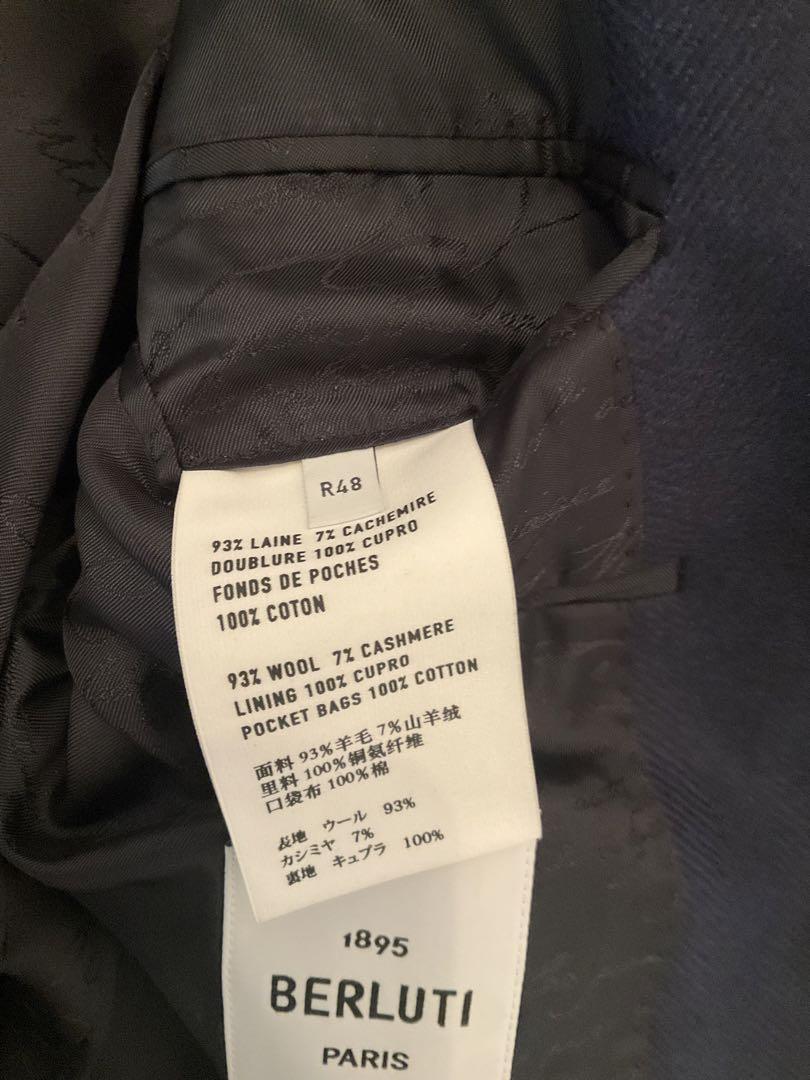 R48
93% LAINE 7% CACHEMIRE
DOUBLURE 100% CUPRO
FONDS DE POCHES
100% COTON
93% WOOL 7% CASHMERE
LINING 100% CUPRO
POCKET BAGS 100% COTTON
面料 93%羊毛 7%山羊绒
里料 100%铜氨纤维
口袋布 100%棉
表地 ウール 93%
カシミヤ 7%
裏地 キュプラ 100%
1895
BERLUTI
PARIS